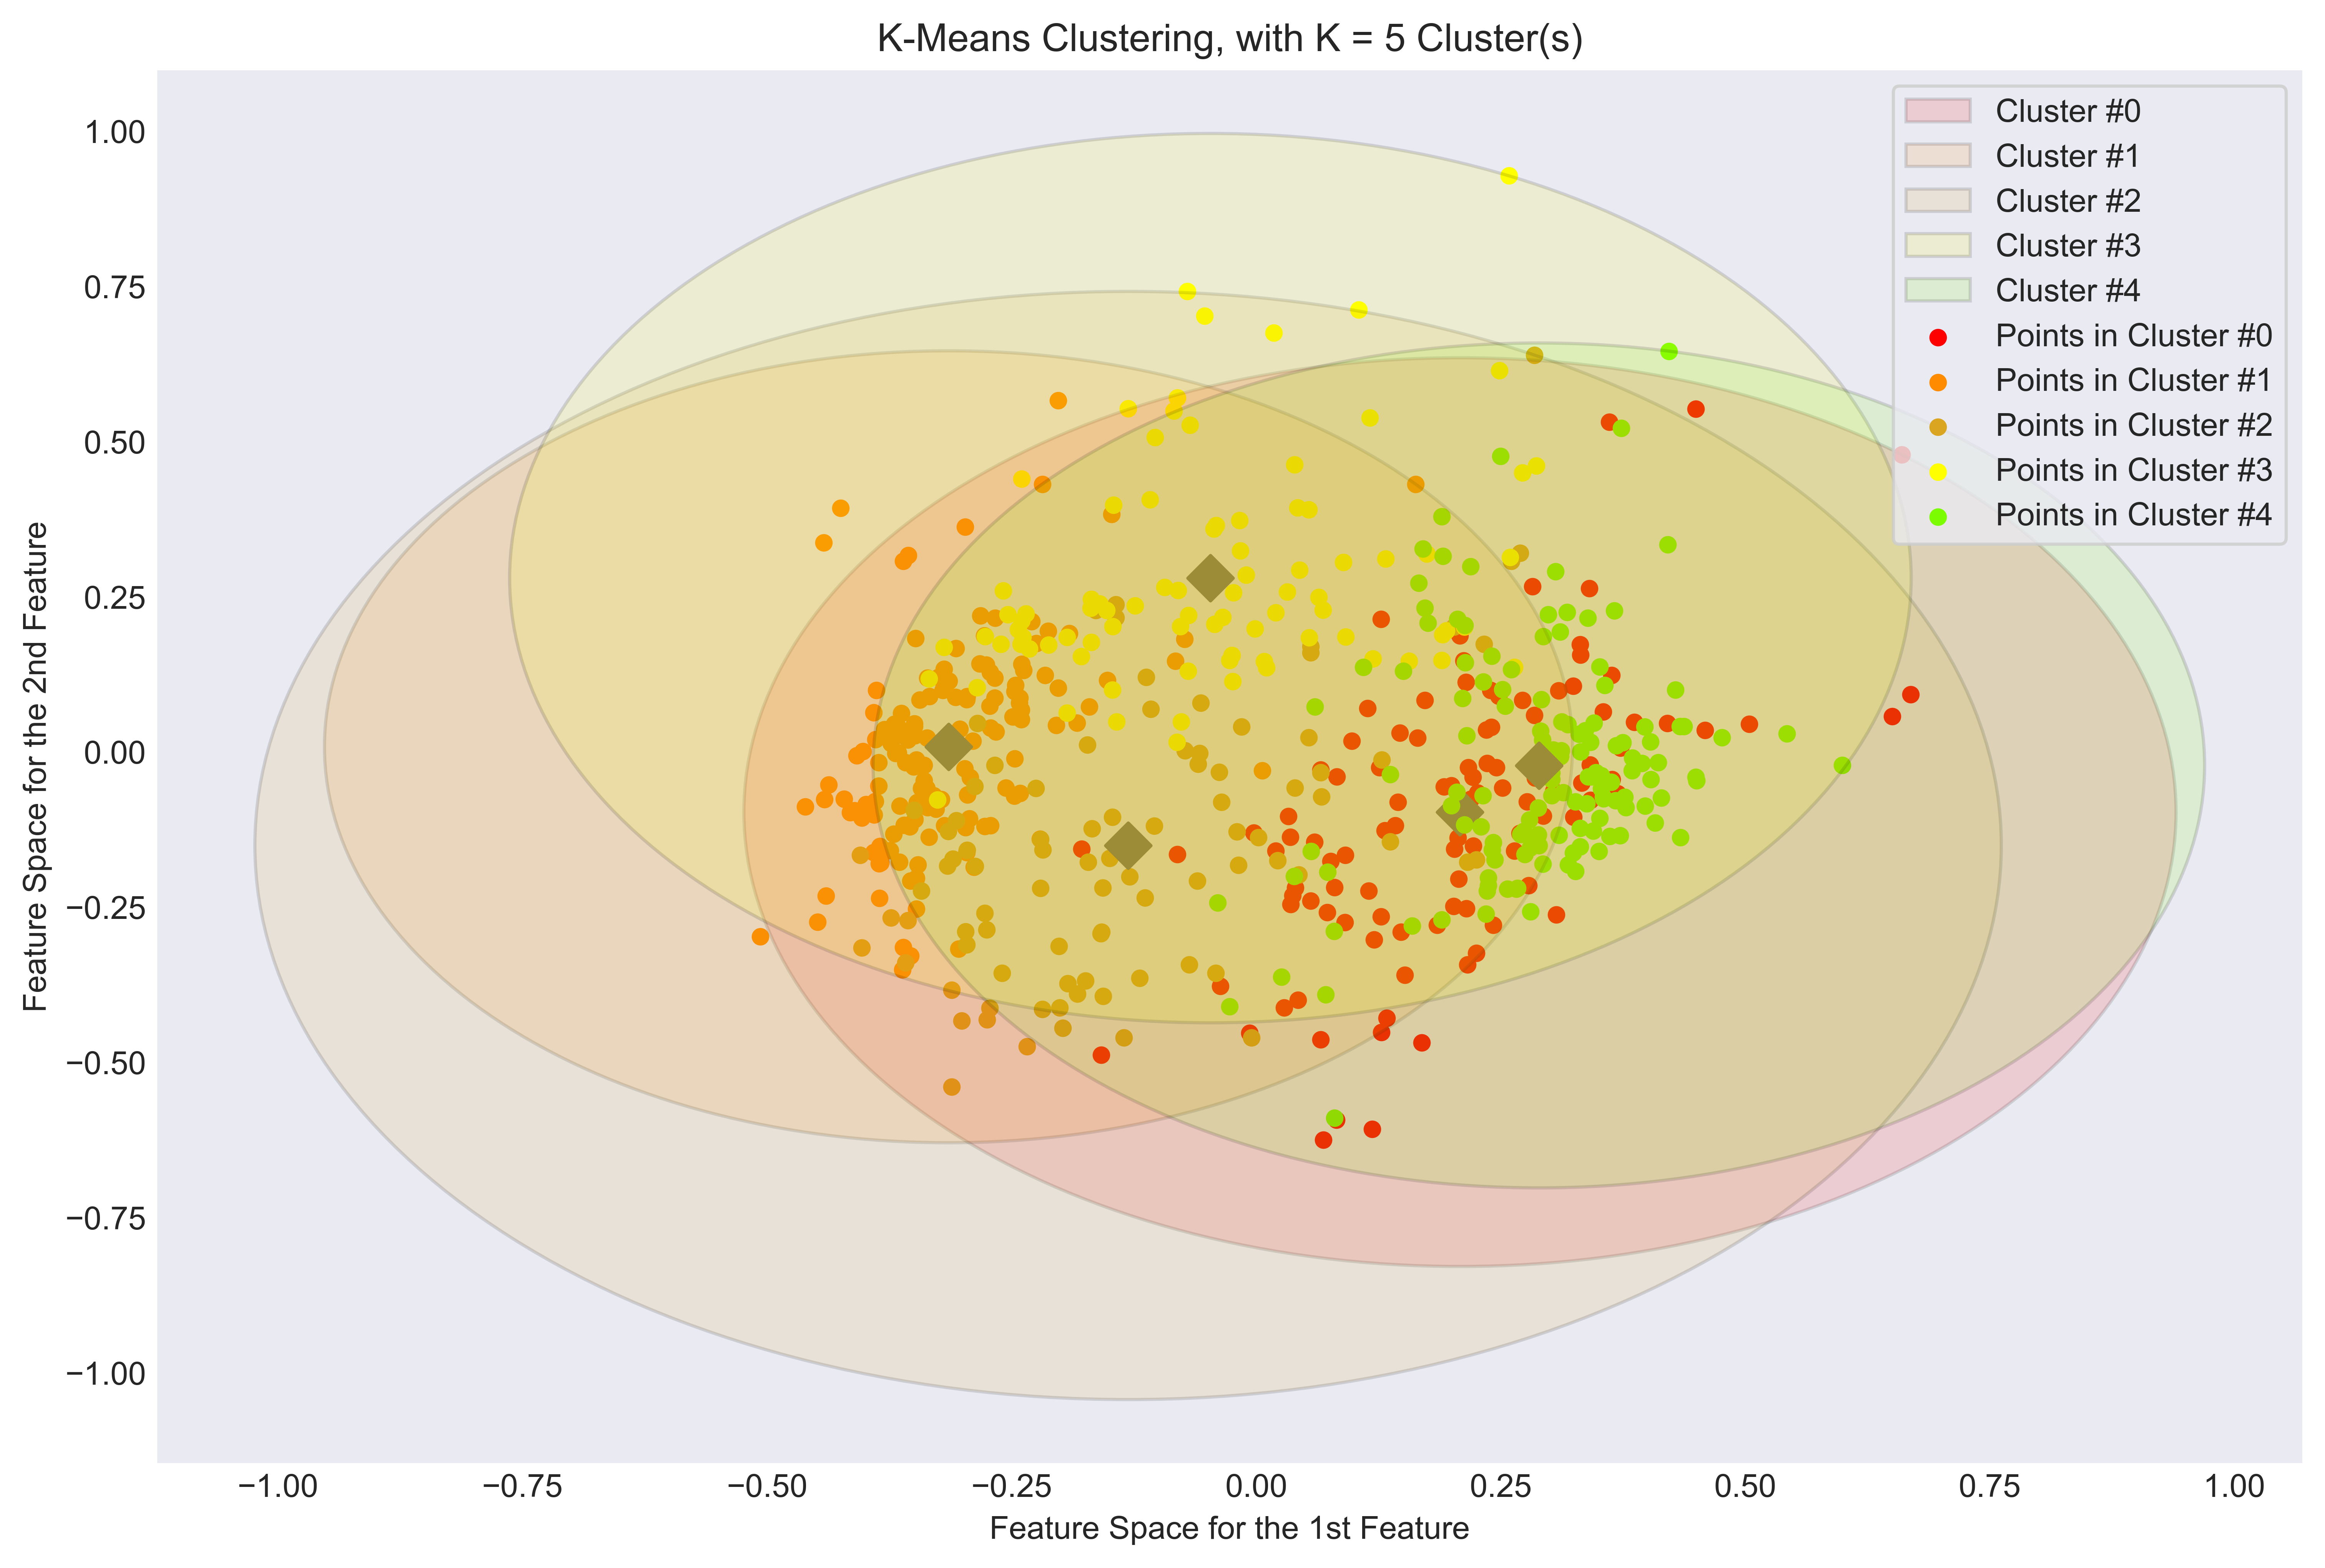 K-Means Clustering, with K = 5 Cluster(s)
Cluster #0
Cluster #1
Cluster #2
Cluster #3
Cluster #4
Points in Cluster #0
Points in Cluster #1
Points in Cluster #2
Points in Cluster #3
Points in Cluster #4
Feature Space for the 2nd Feature
1.00
0.75
0.50
0.25
0.00
−0.25
−0.50
−0.75
−1.00
−1.00 −0.75 −0.50 −0.25 0.00 0.25 0.50 0.75 1.00
Feature Space for the 1st Feature